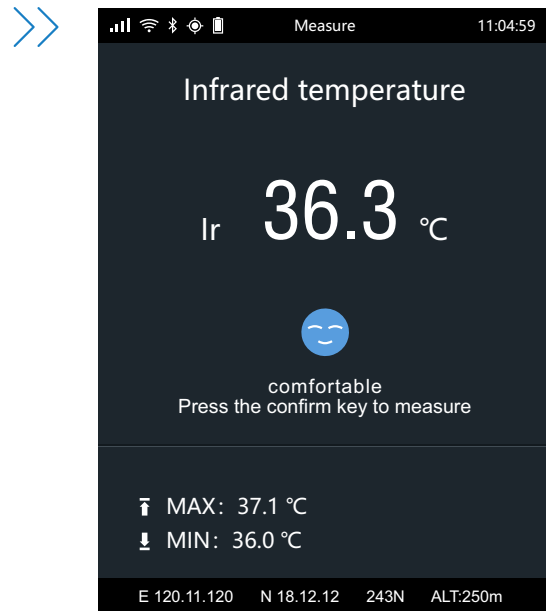 Measure 11:04:59
Infrared temperature
Ir 36.3 ℃
comfortable
Press the confirm key to measure
MAX: 37.1 ℃
MIN: 36.0 ℃
E 120.11.120 N 18.12.12 243N ALT:250m